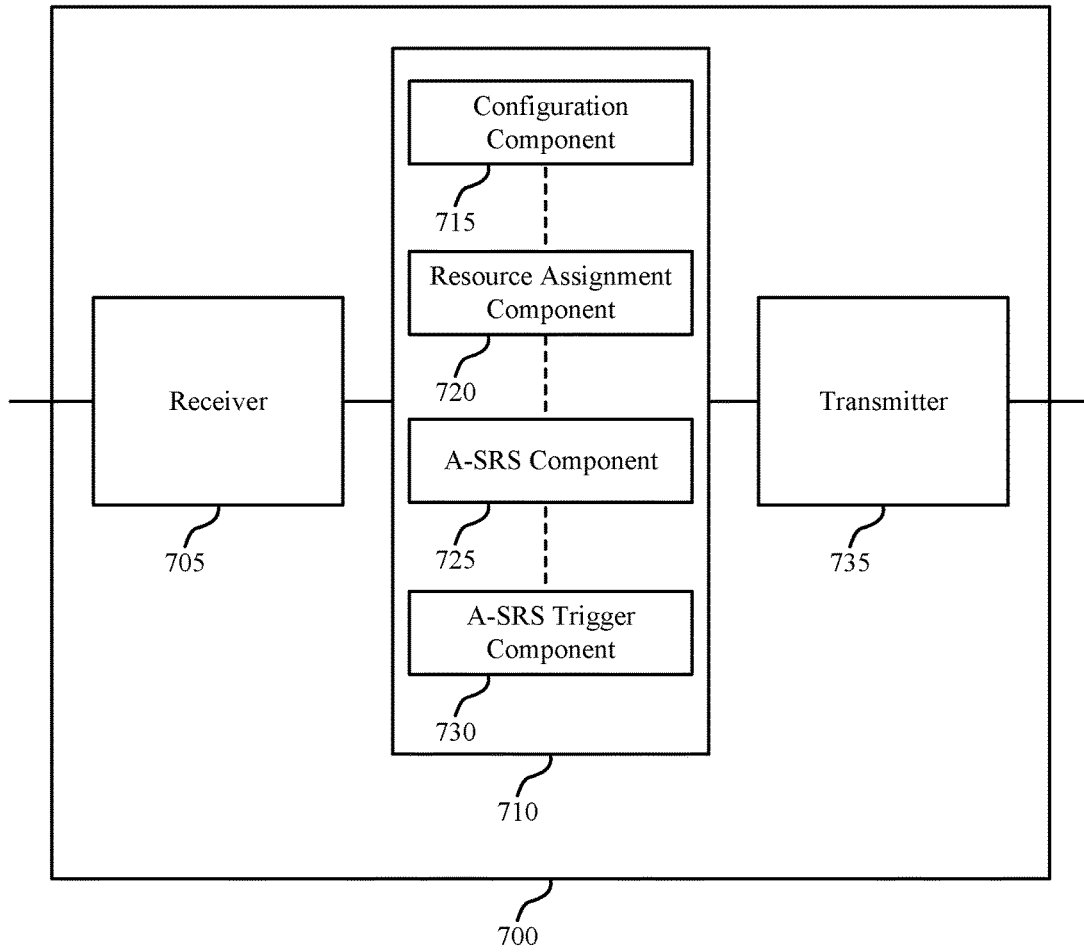 Configuration
Component
715
Resource Assignment
Component
720
Receiver
705
A-SRS Component
725
Transmitter
735
A-SRS Trigger
Component
730
710
700